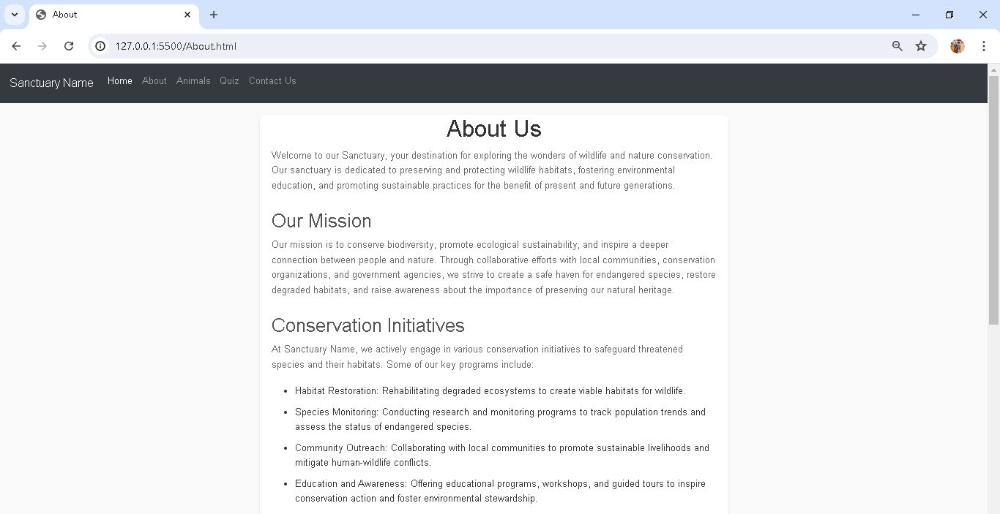 About
127.0.0.1:5500/About.html
Sanctuary Name Home About Animals Quiz Contact Us
About Us
Welcome to our Sanctuary, your destination for exploring the wonders of wildlife and nature conservation.
Our sanctuary is dedicated to preserving and protecting wildlife habitats, fostering environmental
education, and promoting sustainable practices for the benefit of present and future generations.
Our Mission
Our mission is to conserve biodiversity, promote ecological sustainability, and inspire a deeper
connection between people and nature. Through collaborative efforts with local communities, conservation
organizations, and government agencies, we strive to create a safe haven for endangered species, restore
degraded habitats, and raise awareness about the importance of preserving our natural heritage.
Conservation Initiatives
At Sanctuary Name, we actively engage in various conservation initiatives to safeguard threatened
species and their habitats. Some of our key programs include:
• Habitat Restoration: Rehabilitating degraded ecosystems to create viable habitats for wildlife.
• Species Monitoring: Conducting research and monitoring programs to track population trends and
assess the status of endangered species.
• Community Outreach: Collaborating with local communities to promote sustainable livelihoods and
mitigate human-wildlife conflicts.
• Education and Awareness: Offering educational programs, workshops, and guided tours to inspire
conservation action and foster environmental stewardship.